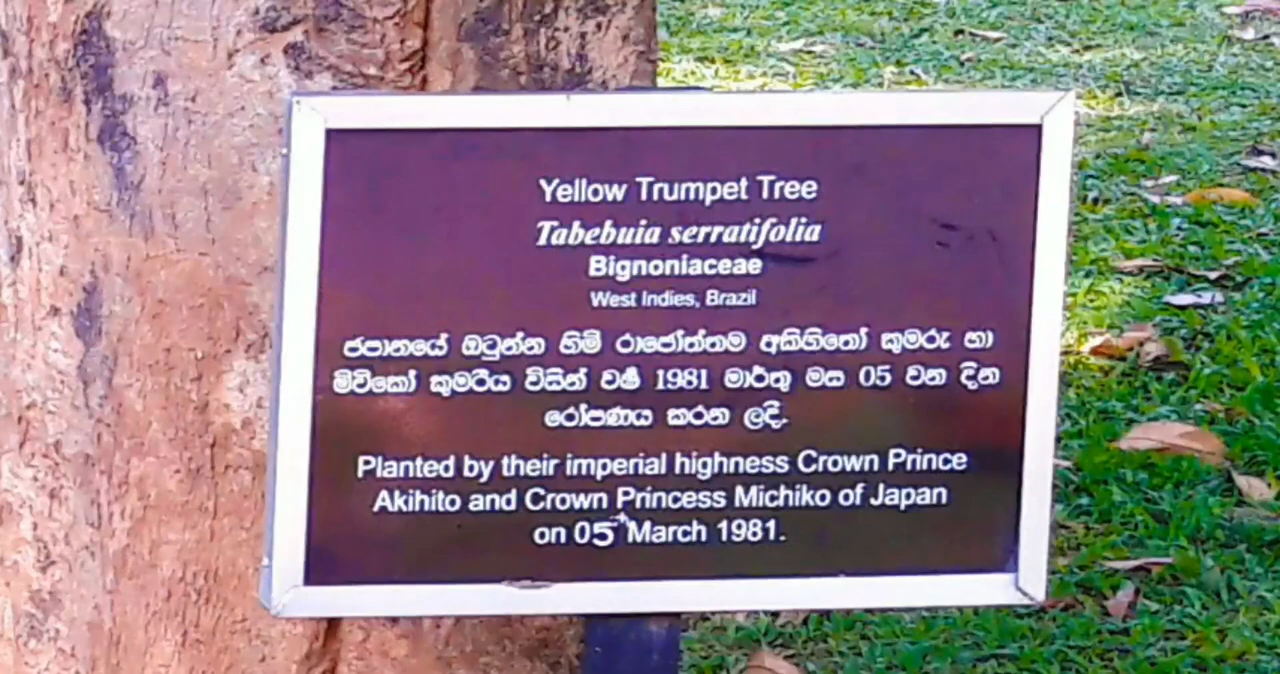 Yellow Trumpet Tree
Tabebuia serratifolia
Bignoniaceae
West Indies, Brazil
ජපානයේ ඔටුන්න හිමි රාජෝත්තම අකිහිතෝ කුමරු හා
මිචිකෝ කුමරිය විසින් වර්ෂ 1981 මාර්තු මස 05 වන දින
රෝපණය කරන ලදී.
Planted by their imperial highness Crown Prince
Akihito and Crown Princess Michiko of Japan
on 05th March 1981.